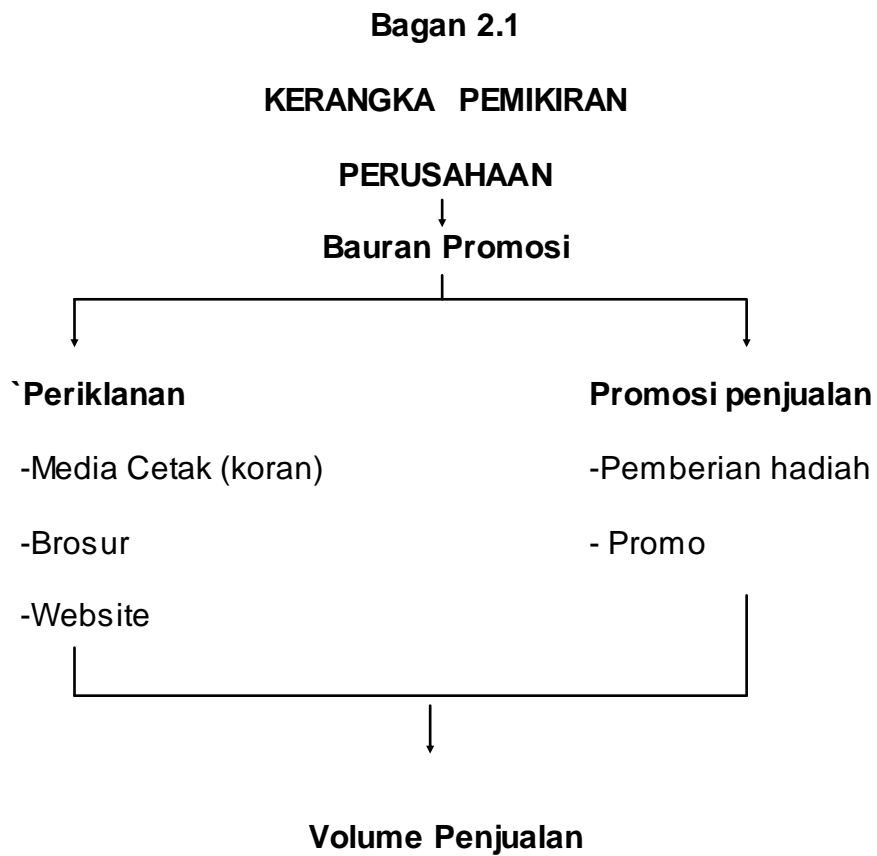 Bagan 2.1
KERANGKA PEMIKIRAN
PERUSAHAAN
Bauran Promosi
`Periklanan
-Media Cetak (koran)
-Brosur
-Website
Promosi penjualan
-Pemberian hadiah
- Promo
Volume Penjualan